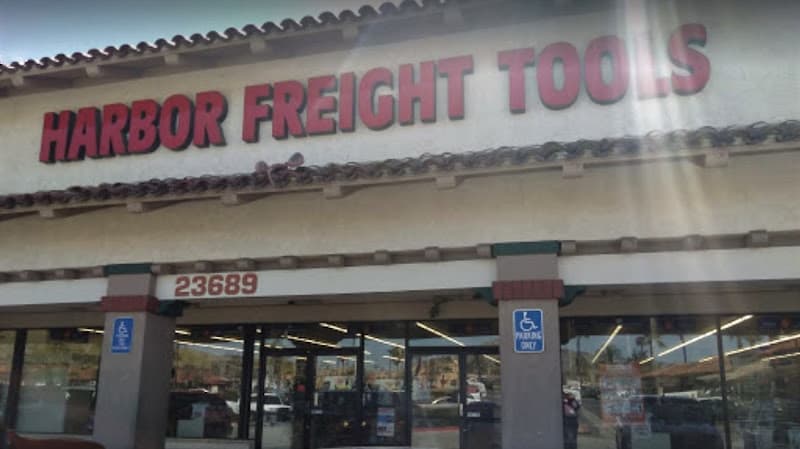 HARBOR FREIGHT TOOLS
23689
PARKING
ONLY